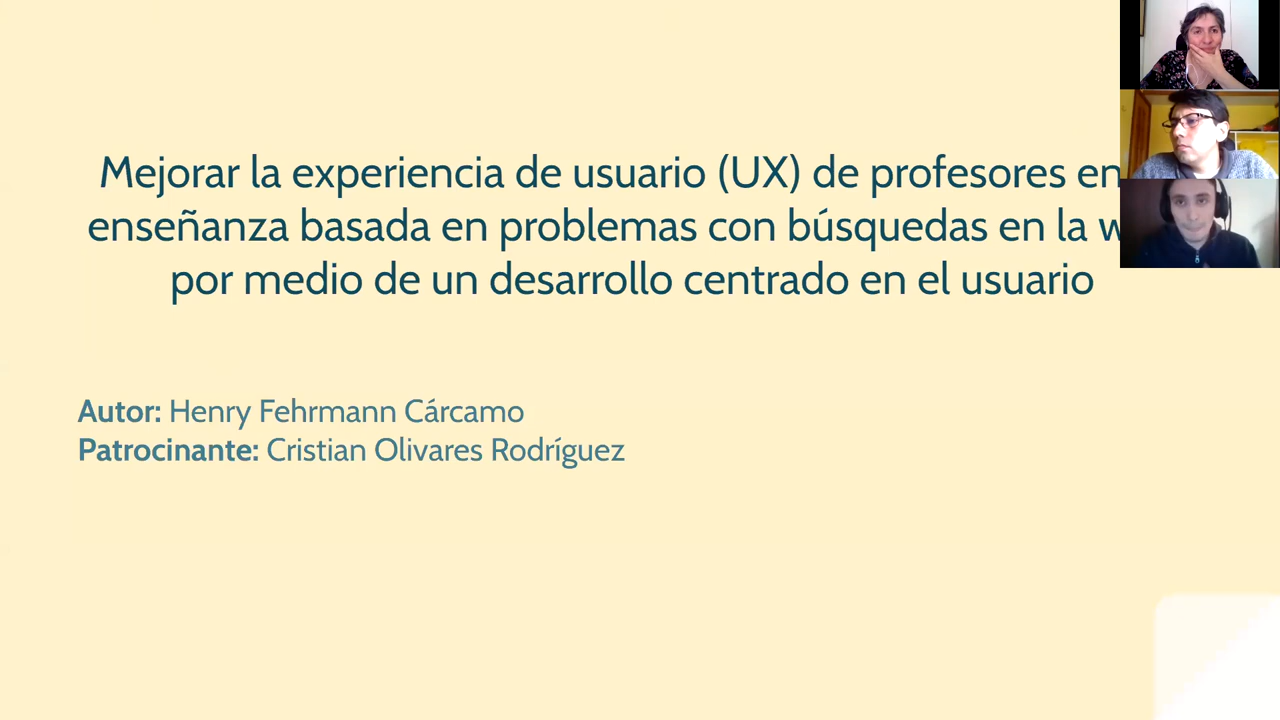 Mejorar la experiencia de usuario (UX) de profesores en
enseñanza basada en problemas con búsquedas en la
por medio de un desarrollo centrado en el usuario
Autor: Henry Fehrmann Cárcamo
Patrocinante: Cristian Olivares Rodríguez